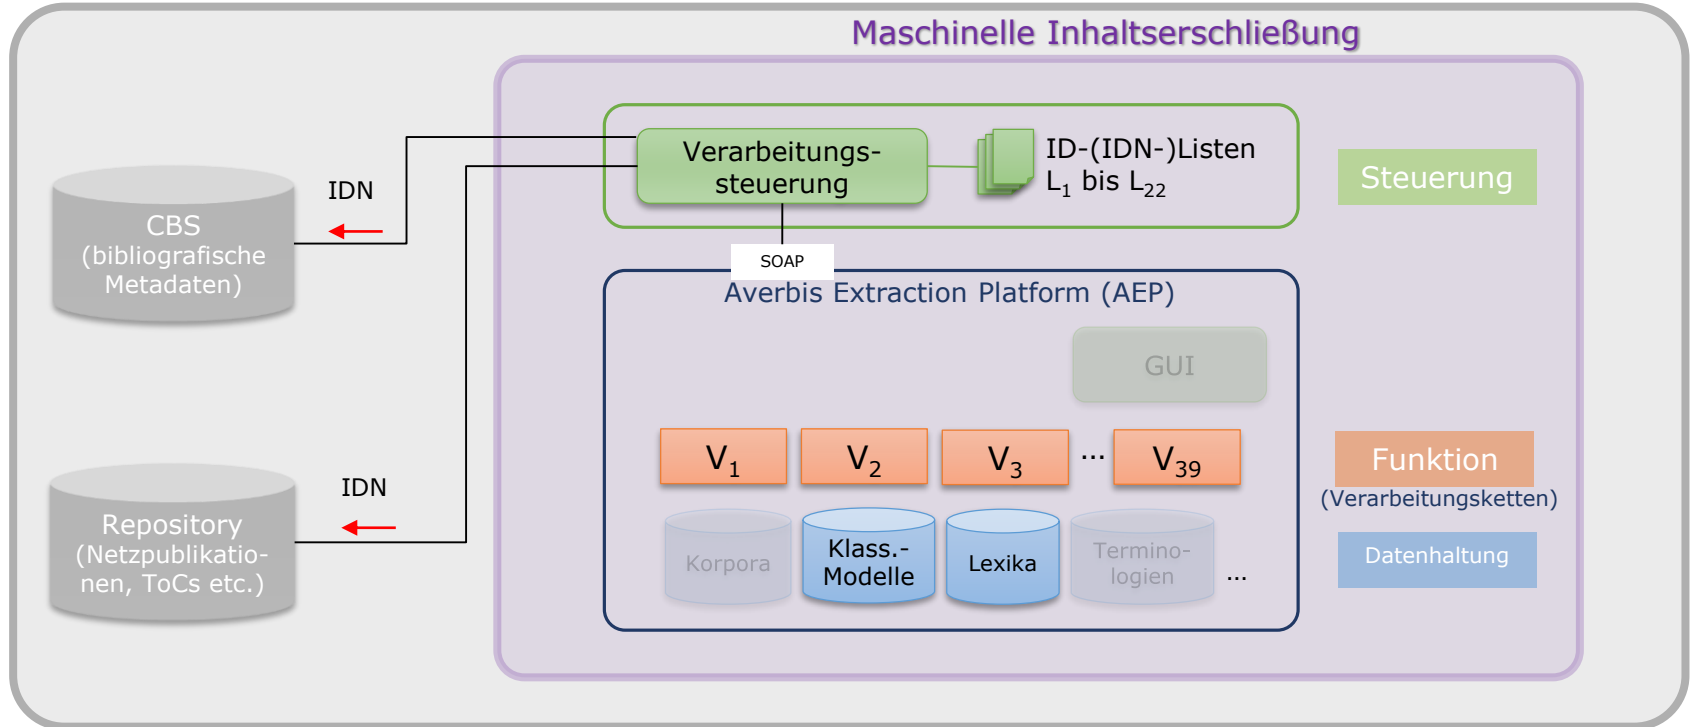 Maschinelle Inhaltserschließung
Verarbeitungs-
steuerung
ID-(IDN-)Listen
L1 bis L22
Steuerung
IDN
CBS
(bibliografische
Metadaten)
SOAP
Averbis Extraction Platform (AEP)
GUI
V1
V2
V3
...
V39
Funktion
(Verarbeitungsketten)
IDN
Repository
(Netzpublikatio-
nen, ToCs etc.)
Korpora
Klass.-
Modelle
Lexika
Termino-
logien
...
Datenhaltung